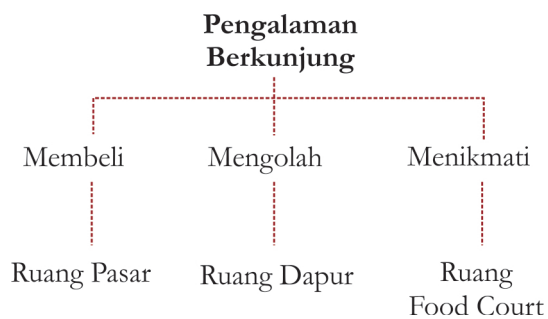 Pengalaman
Berkunjung
Membeli
Mengolah
Menikmati
Ruang Pasar
Ruang Dapur
Ruang
Food Court